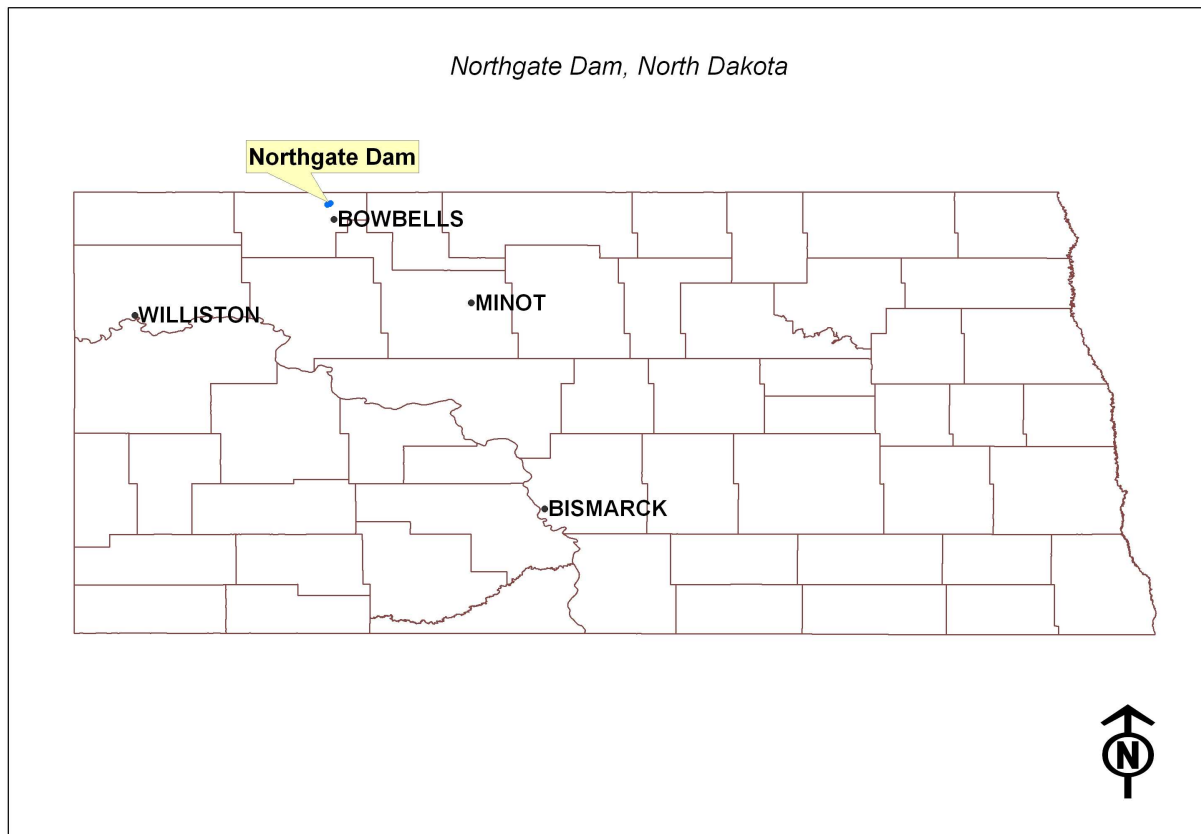 Northgate Dam, North Dakota
Northgate Dam
BOWBELLS
MINOT
WILLISTON
BISMARCK
N